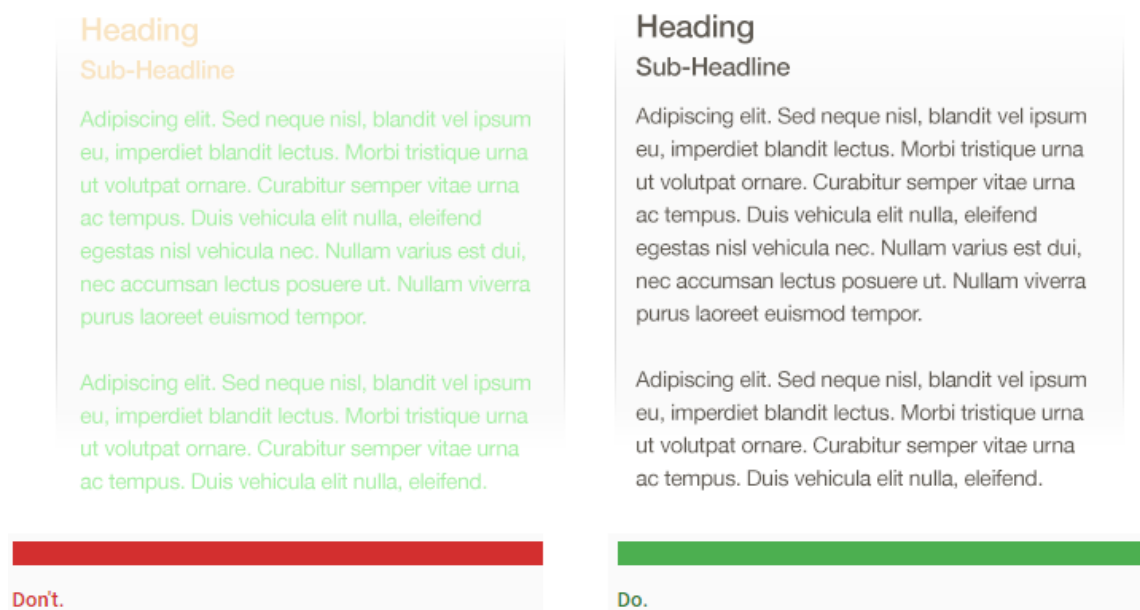 Heading
Sub-Headline
Adipiscing elit. Sed neque nisl, blandit vel ipsum
eu, imperdiet blandit lectus. Morbi tristique urna
ut volutpat ornare. Curabitur semper vitae urna
ac tempus. Duis vehicula elit nulla, eleifend
egestas nisl vehicula nec. Nullam varius est dui,
nec accumsan lectus posuere ut. Nullam viverra
purus laoreet euismod tempor.
Adipiscing elit. Sed neque nisl, blandit vel ipsum
eu, imperdiet blandit lectus. Morbi tristique urna
ut volutpat ornare. Curabitur semper vitae urna
ac tempus. Duis vehicula elit nulla, eleifend.
Don't.
Heading
Sub-Headline
Adipiscing elit. Sed neque nisl, blandit vel ipsum
eu, imperdiet blandit lectus. Morbi tristique urna
ut volutpat ornare. Curabitur semper vitae urna
ac tempus. Duis vehicula elit nulla, eleifend
egestas nisl vehicula nec. Nullam varius est dui,
nec accumsan lectus posuere ut. Nullam viverra
purus laoreet euismod tempor.
Adipiscing elit. Sed neque nisl, blandit vel ipsum
eu, imperdiet blandit lectus. Morbi tristique urna
ut volutpat ornare. Curabitur semper vitae urna
ac tempus. Duis vehicula elit nulla, eleifend.
Do.